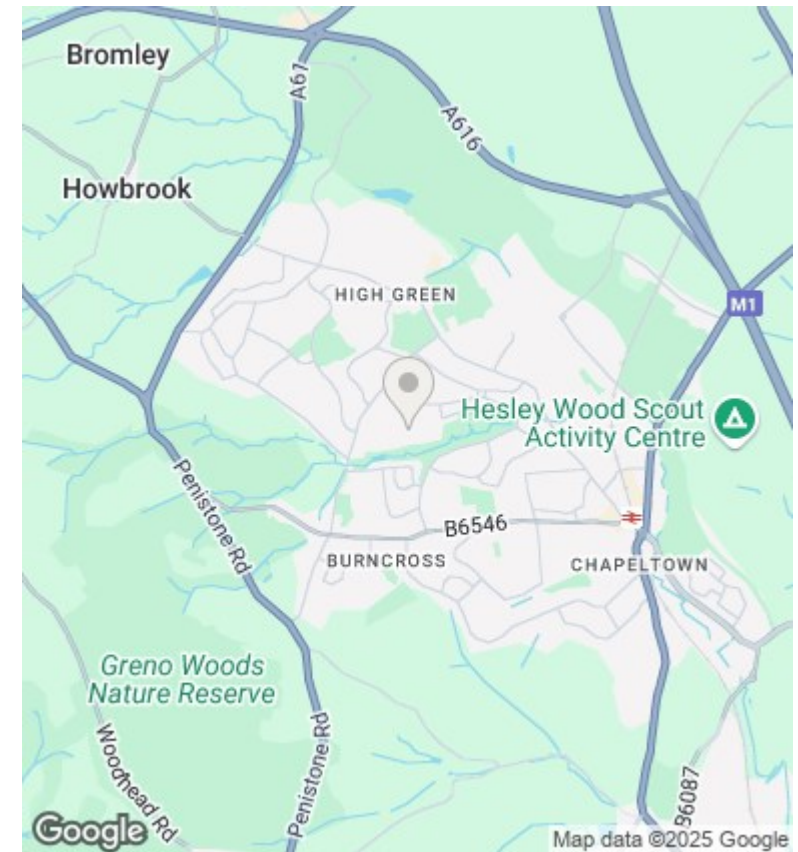 Bromley
A61
A616
Howbrook
HIGH GREEN
M1
Hesley Wood Scout
Activity Centre
Penistone Rd
B6546
BURNCROSS
CHAPELTOWN
Greno Woods
Nature Reserve
Woodhead Rd
Penistone Rd
B6087
Google
Map data ©2025 Google